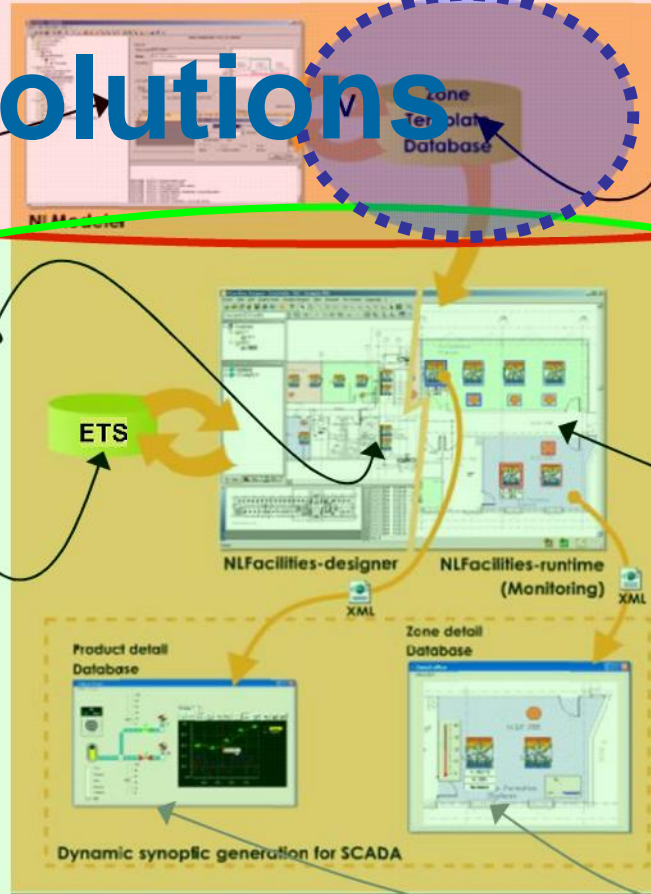 olutions
V
Zone
Template
Database
NLModeler
ETS
NLFacilities-designer
NLFacilities-runtime
(Monitoring)
XML
XML
Product detail
Database
Zone detail
Database
Dynamic synoptic generation for SCADA